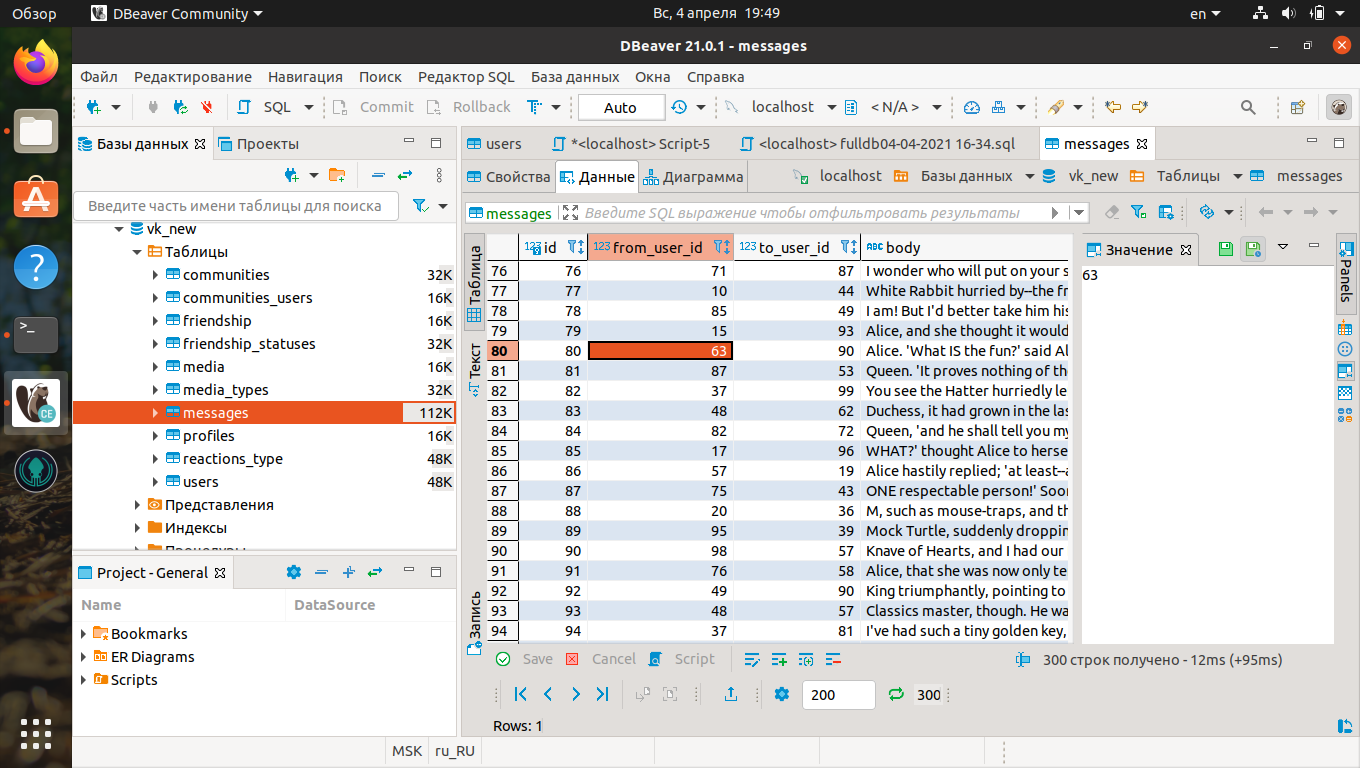 Обзор DBeaver Community Вс, 4 апреля 19:49 en
DBeaver 21.0.1 - messages
Файл Редактирование Навигация Поиск Редактор SQL База данных Окна Справка
SQL Commit Rollback Auto localhost < N/A >
Базы данных Проекты
Введите часть имени таблицы для поиска
vk_new
Таблицы
communities 32K
communities_users 16K
friendship 16K
friendship_statuses 32K
media 16K
media_types 32K
messages 112K
profiles 16K
reactions_type 48K
users 48K
Представления
Индексы
Процедуры
Project - General
Name DataSource
Bookmarks
ER Diagrams
Scripts
users *<localhost> Script-5 <localhost> fulldb04-04-2021 16-34.sql messages
Свойства Данные Диаграмма localhost Базы данных vk_new Таблицы messages
messages Введите SQL выражение чтобы отфильтровать результаты
Таблица
Текст
Запись
123 id 123 from_user_id 123 to_user_id ABC body
76 76 71 87 I wonder who will put on your s
77 77 10 44 White Rabbit hurried by--the fr
78 78 85 49 I am! But I'd better take him his
79 79 15 93 Alice, and she thought it would
80 80 63 90 Alice. 'What IS the fun?' said Al
81 81 87 53 Queen. 'It proves nothing of the
82 82 37 99 You see the Hatter hurriedly le
83 83 48 62 Duchess, it had grown in the las
84 84 82 72 Queen, 'and he shall tell you my
85 85 17 96 WHAT?' thought Alice to herse
86 86 57 19 Alice hastily replied; 'at least--a
87 87 75 43 ONE respectable person!' Soon
88 88 20 36 M, such as mouse-traps, and th
89 89 95 39 Mock Turtle, suddenly droppin
90 90 98 57 Knave of Hearts, and I had our
91 91 76 58 Alice, that she was now only te
92 92 49 90 King triumphantly, pointing to
93 93 48 57 Classics master, though. He wa
94 94 37 81 I've had such a tiny golden key,
Значение
63
Panels
Save Cancel Script 300 строк получено - 12ms (+95ms)
200 300
Rows: 1
MSK ru_RU